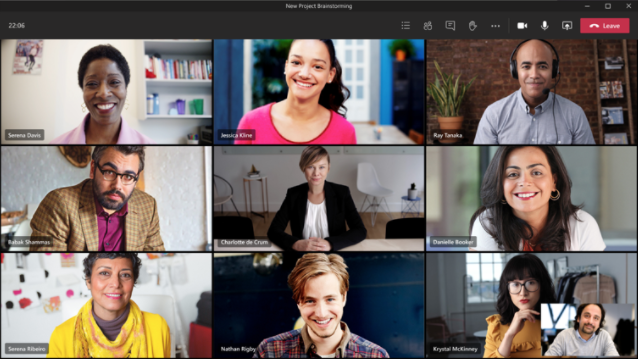 New Project Brainstorming
22:06
Leave
Serena Davis
Jessica Kline
Ray Tanaka
Babak Shammas
Charlotte de Crum
Danielle Booker
Serena Ribeiro
Nathan Rigby
Krystal McKinney